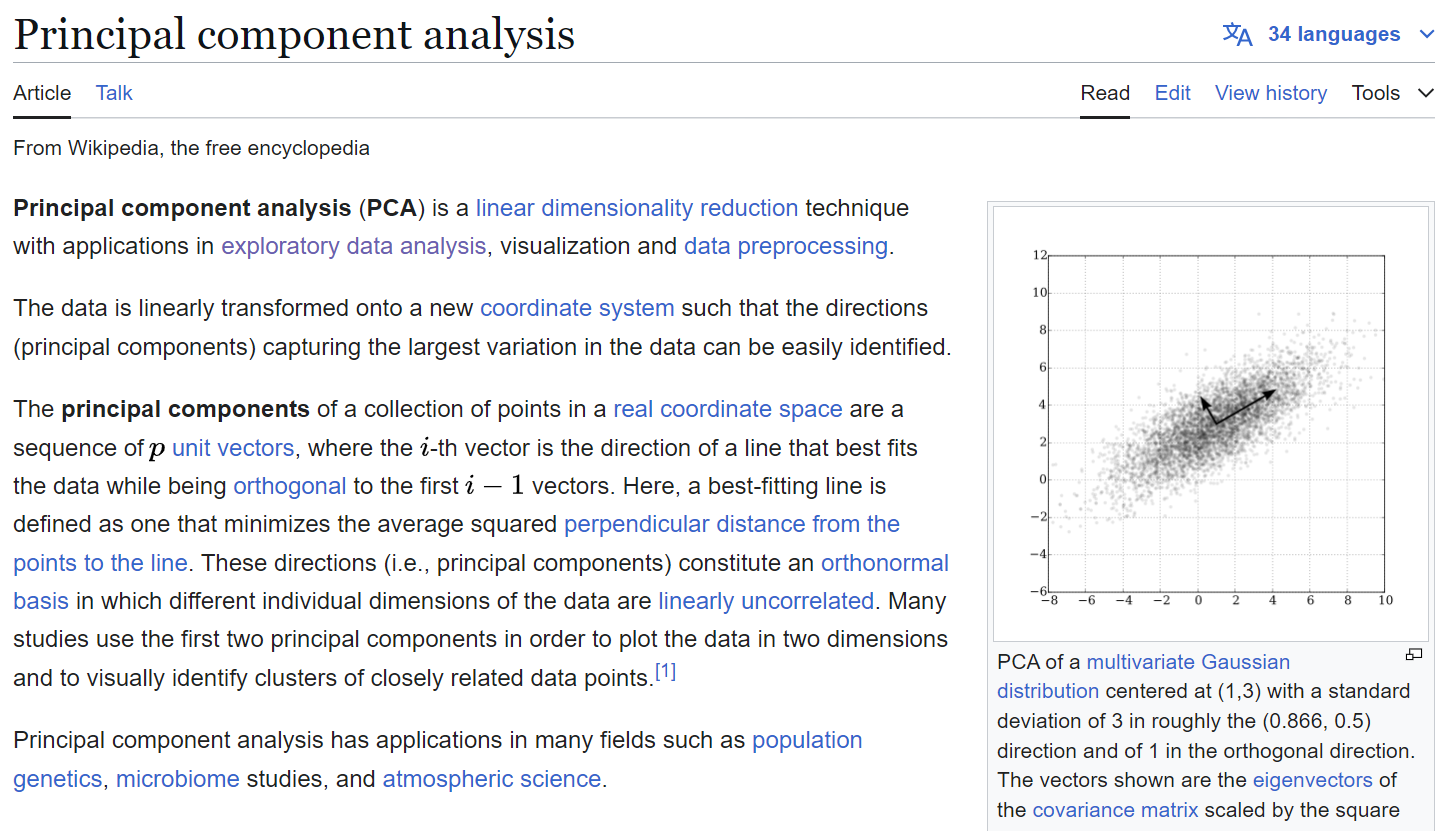 Principal component analysis
34 languages
Article Talk
Read Edit View history Tools
From Wikipedia, the free encyclopedia
Principal component analysis (PCA) is a linear dimensionality reduction technique
with applications in exploratory data analysis, visualization and data preprocessing.
The data is linearly transformed onto a new coordinate system such that the directions
(principal components) capturing the largest variation in the data can be easily identified.
The principal components of a collection of points in a real coordinate space are a
sequence of p unit vectors, where the i-th vector is the direction of a line that best fits
the data while being orthogonal to the first i − 1 vectors. Here, a best-fitting line is
defined as one that minimizes the average squared perpendicular distance from the
points to the line. These directions (i.e., principal components) constitute an orthonormal
basis in which different individual dimensions of the data are linearly uncorrelated. Many
studies use the first two principal components in order to plot the data in two dimensions
and to visually identify clusters of closely related data points.[1]
Principal component analysis has applications in many fields such as population
genetics, microbiome studies, and atmospheric science.
12
10
8
6
4
2
0
−2
−4
−6
−8 −6 −4 −2 0 2 4 6 8 10
PCA of a multivariate Gaussian
distribution centered at (1,3) with a standard
deviation of 3 in roughly the (0.866, 0.5)
direction and of 1 in the orthogonal direction.
The vectors shown are the eigenvectors of
the covariance matrix scaled by the square